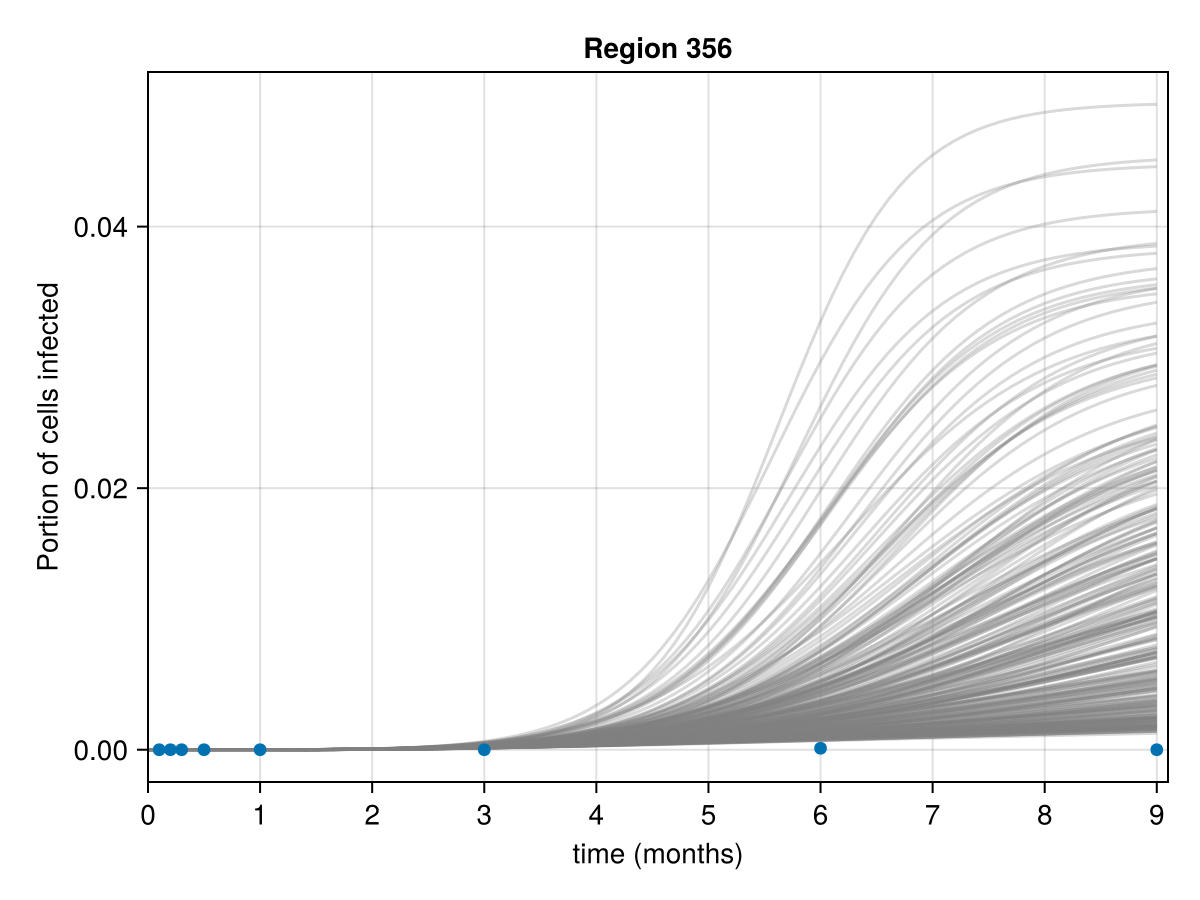 Region 356
Portion of cells infected
0.04
0.02
0.00
0 1 2 3 4 5 6 7 8 9
time (months)